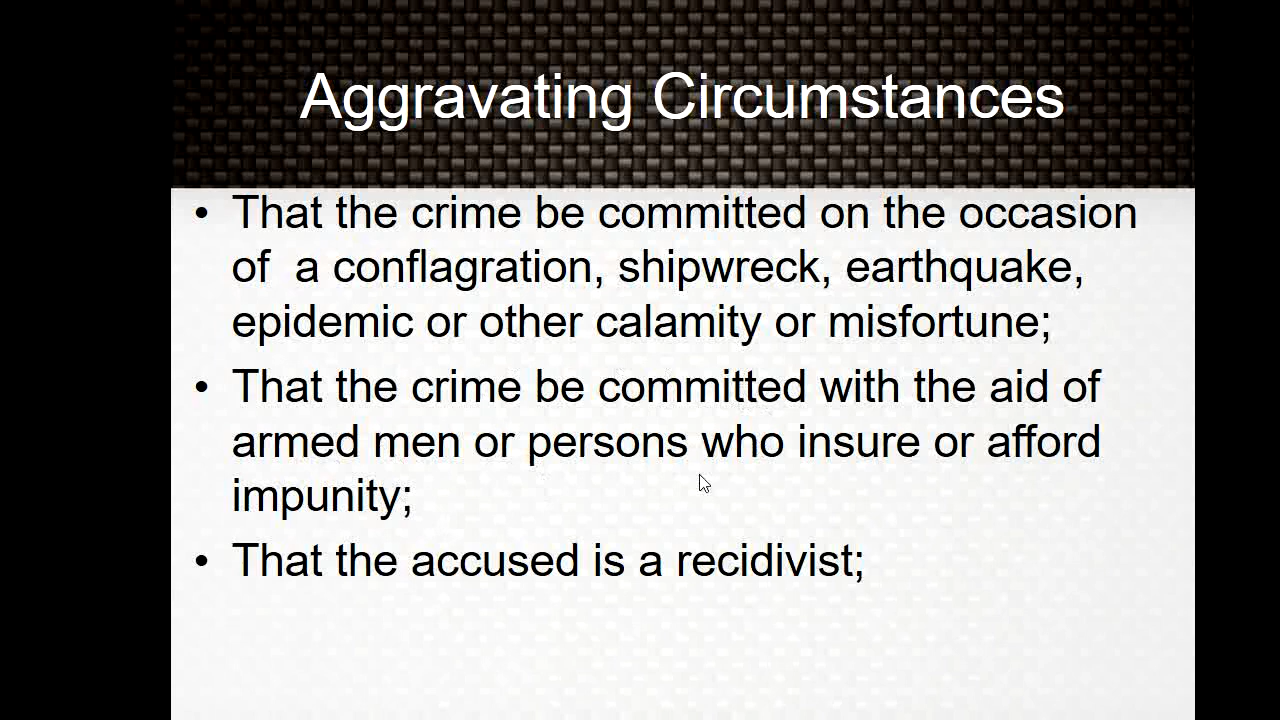 Aggravating Circumstances
• That the crime be committed on the occasion
of  a conflagration, shipwreck, earthquake,
epidemic or other calamity or misfortune;
• That the crime be committed with the aid of
armed men or persons who insure or afford
impunity;
• That the accused is a recidivist;